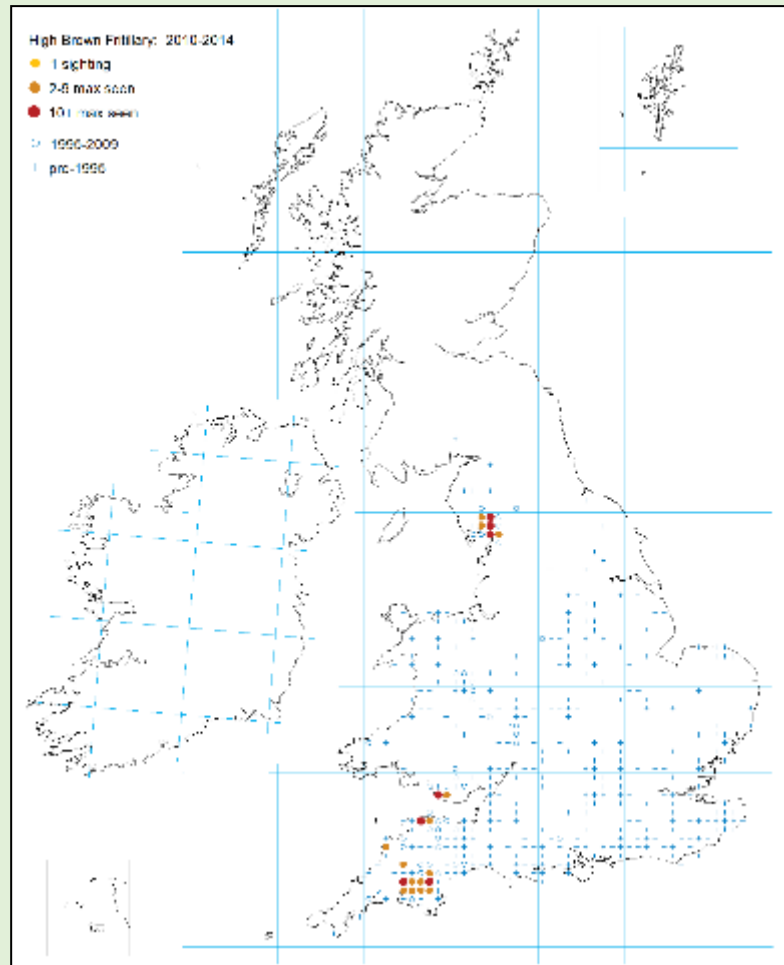 High Brown Fritillary: 2010-2014
1 sighting
2-9 max seen
10+ max seen
1995-2009
pre-1995